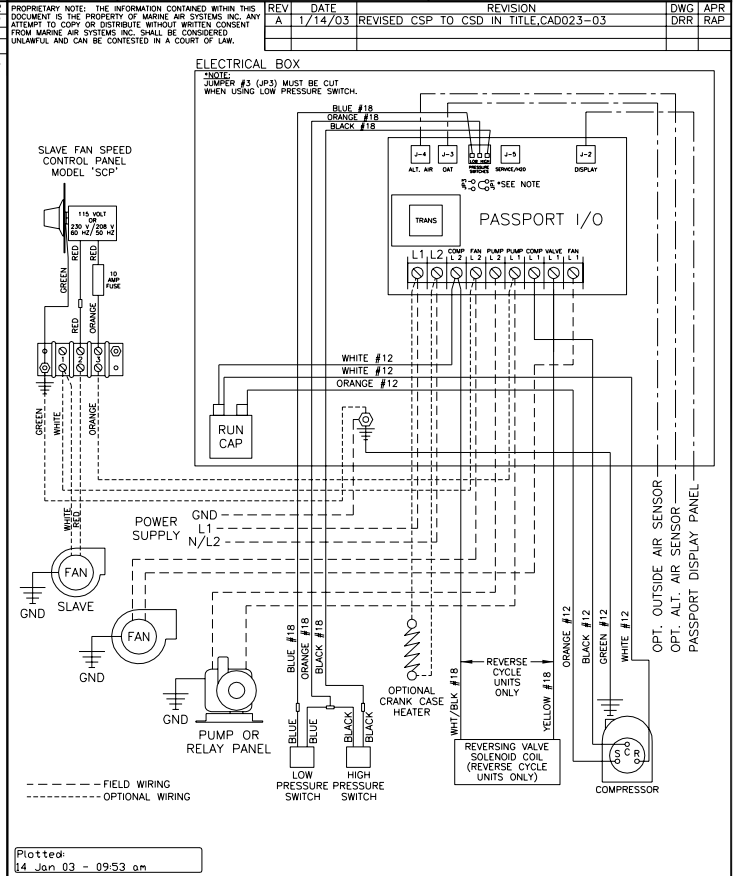 PROPRIETARY NOTE: THE INFORMATION CONTAINED WITHIN THIS
DOCUMENT IS THE PROPERTY OF MARINE AIR SYSTEMS INC. ANY
ATTEMPT TO COPY OR DISTRIBUTE WITHOUT WRITTEN CONSENT
FROM MARINE AIR SYSTEMS INC. SHALL BE CONSIDERED
UNLAWFUL AND CAN BE CONTESTED IN A COURT OF LAW.
REV DATE REVISION DWG APR
A 1/14/03 REVISED CSP TO CSD IN TITLE,CAD023-03 DRR RAP
ELECTRICAL BOX
*NOTE:
JUMPER #3 (JP3) MUST BE CUT
WHEN USING LOW PRESSURE SWITCH.
BLUE #18
ORANGE #18
BLACK #18
SLAVE FAN SPEED
CONTROL PANEL
MODEL 'SCP'
115 VOLT
OR
230 V/208 V
60 HZ/ 50 HZ
GREEN
RED
RED
10
AMP
FUSE
RED
ORANGE
1 2 3
J-4
ALT. AIR
J-3
OAT
LOW HIGH
PRESSURE
SWITCHES
J-5
SERVICE/H2O
J-2
DISPLAY
JP3
JP1
*SEE NOTE
TRANS
PASSPORT I/O
L1 L2 COMP L 2 FAN L 2 PUMP L 2 PUMP L 1 COMP L 1 VALVE L 1 FAN L 1
WHITE #12
WHITE #12
ORANGE #12
RUN
CAP
GREEN
WHITE
ORANGE
WHITE
RED
POWER
SUPPLY
GND
L1
N/L2
FAN
SLAVE
GND
FAN
GND
GND
PUMP OR
RELAY PANEL
BLUE #18
ORANGE #18
BLACK #18
BLUE
BLUE
BLACK
BLACK
LOW
PRESSURE
SWITCH
HIGH
PRESSURE
SWITCH
OPTIONAL
CRANK CASE
HEATER
WHT/BLK #18
REVERSE
CYCLE
UNITS
ONLY
YELLOW #18
REVERSING VALVE
SOLENOID COIL
(REVERSE CYCLE
UNITS ONLY)
ORANGE #12
BLACK #12
GREEN #12
WHITE #12
S C R
COMPRESSOR
OPT. OUTSIDE AIR SENSOR
OPT. ALT. AIR SENSOR
PASSPORT DISPLAY PANEL
FIELD WIRING
OPTIONAL WIRING
Plotted:
14 Jan 03 - 09:53 am